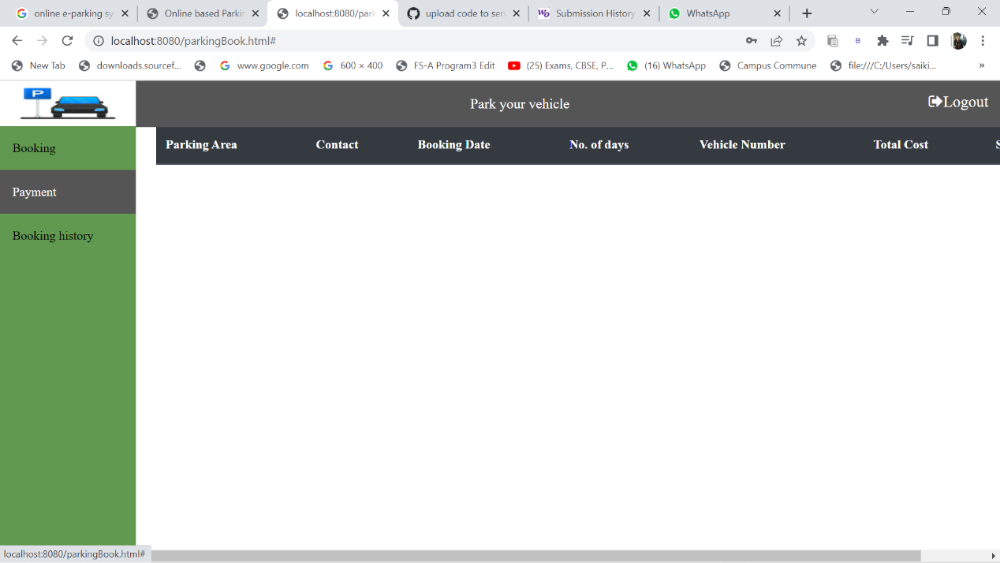 online e-parking sy
Online based Parkin
localhost:8080/park
upload code to serv
Wo Submission History
WhatsApp
localhost:8080/parkingBook.html#
B
New Tab
downloads.sourcef...
www.google.com
600 × 400
FS-A Program3 Edit
(25) Exams, CBSE, P...
(16) WhatsApp
Campus Commune
file:///C:/Users/saiki...
»
P
Park your vehicle
Logout
Booking
Payment
Booking history
Parking Area Contact Booking Date No. of days Vehicle Number Total Cost S
localhost:8080/parkingBook.html#